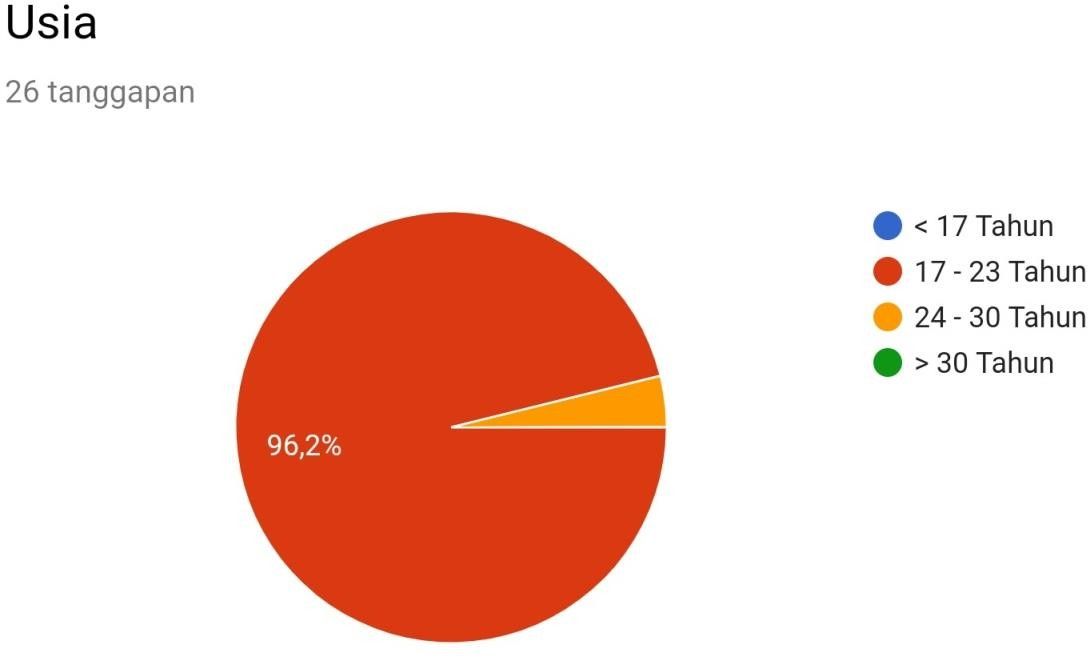 Usia
26 tanggapan
< 17 Tahun
17 - 23 Tahun
24 - 30 Tahun
> 30 Tahun
96,2%